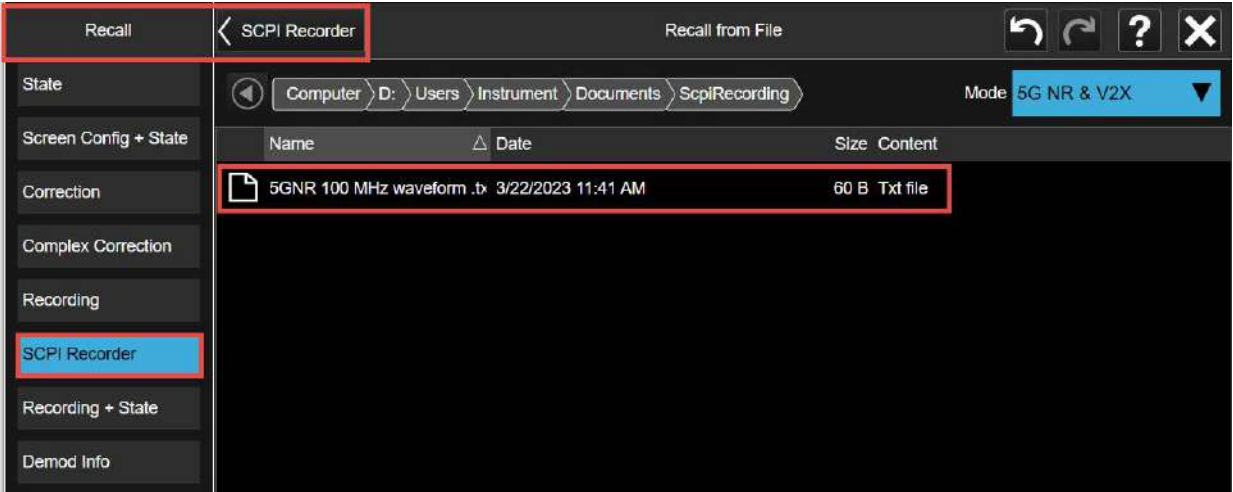 Recall
SCPI Recorder
Recall from File
?
State
Screen Config + State
Correction
Complex Correction
Recording
SCPI Recorder
Recording + State
Demod Info
Computer D: Users Instrument Documents ScpiRecording
Mode 5G NR & V2X
Name Date Size Content
5GNR 100 MHz waveform .tx 3/22/2023 11:41 AM 60 B Txt file